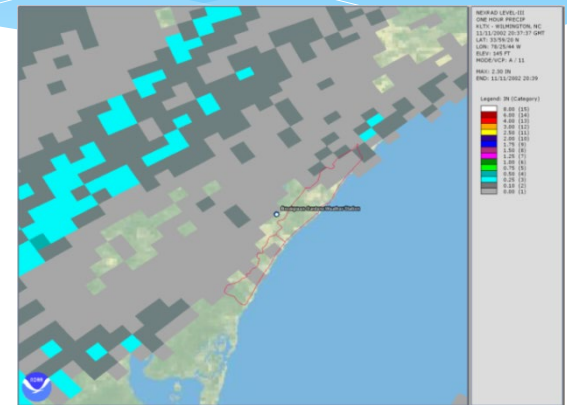 NEXRAD LEVEL-III
ONE HOUR PRECIP
KLTX - WILMINGTON, NC
11/11/2002 20:37:37 GMT
LAT: 33/59/20 N
LON: 78/25/44 W
ELEV: 145 FT
MODE/VCP: A / 11
MAX: 2.30 IN
END: 11/11/2002 20:39
Legend: IN (Category)
8.00 (15)
6.00 (14)
4.00 (13)
3.00 (12)
2.50 (11)
2.00 (10)
1.75 (9)
1.50 (8)
1.25 (7)
1.00 (6)
0.75 (5)
0.50 (4)
0.25 (3)
0.10 (2)
0.00 (1)
NOAA